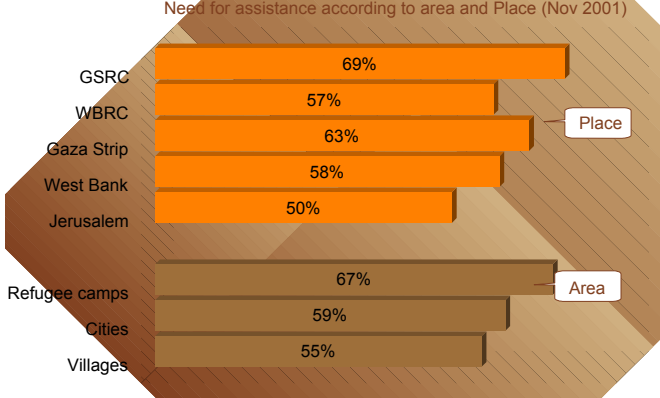 Need for assistance according to area and Place (Nov 2001)
GSRC 69%
WBRC 57%
Gaza Strip 63%
West Bank 58%
Jerusalem 50%
Place
Refugee camps 67%
Cities 59%
Villages 55%
Area